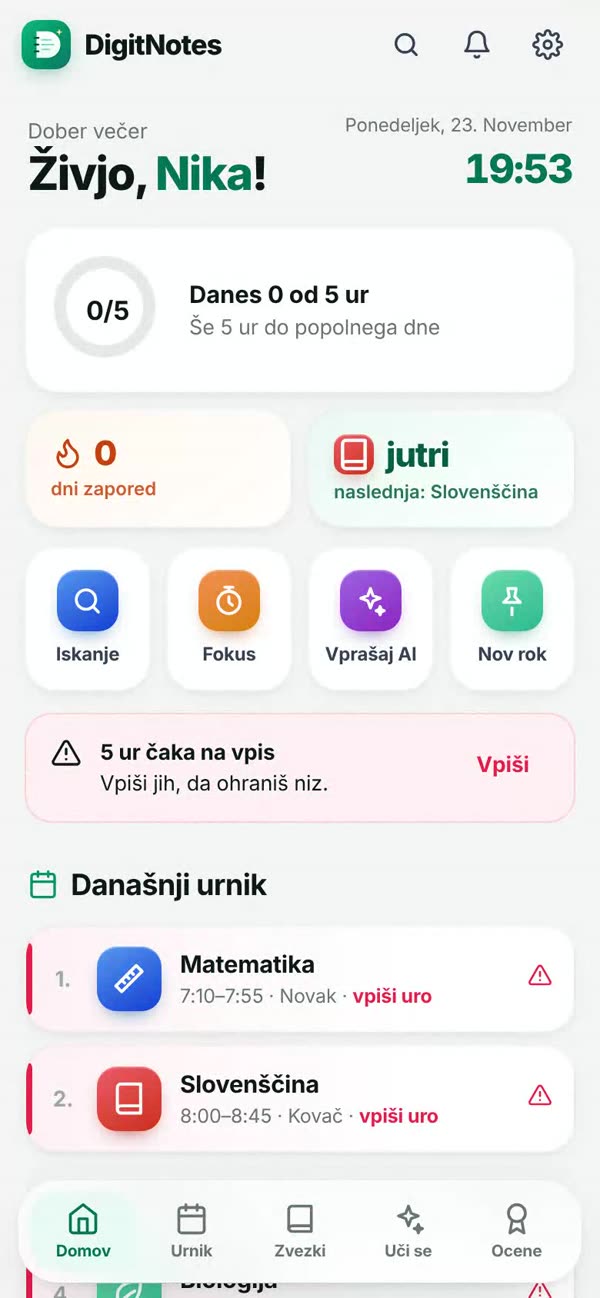 DigitNotes
Dober večer
Ponedeljek, 23. November
Živjo, Nika!
19:53
0/5
Danes 0 od 5 ur
Še 5 ur do popolnega dne
0
dni zapored
jutri
naslednja: Slovenščina
Iskanje
Fokus
Vprašaj AI
Nov rok
5 ur čaka na vpis
Vpiši jih, da ohraniš niz.
Vpiši
Današnji urnik
1.
Matematika
7:10–7:55 · Novak · vpiši uro
2.
Slovenščina
8:00–8:45 · Kovač · vpiši uro
Domov
Urnik
Zvezki
Uči se
Ocene
4.
Biologija